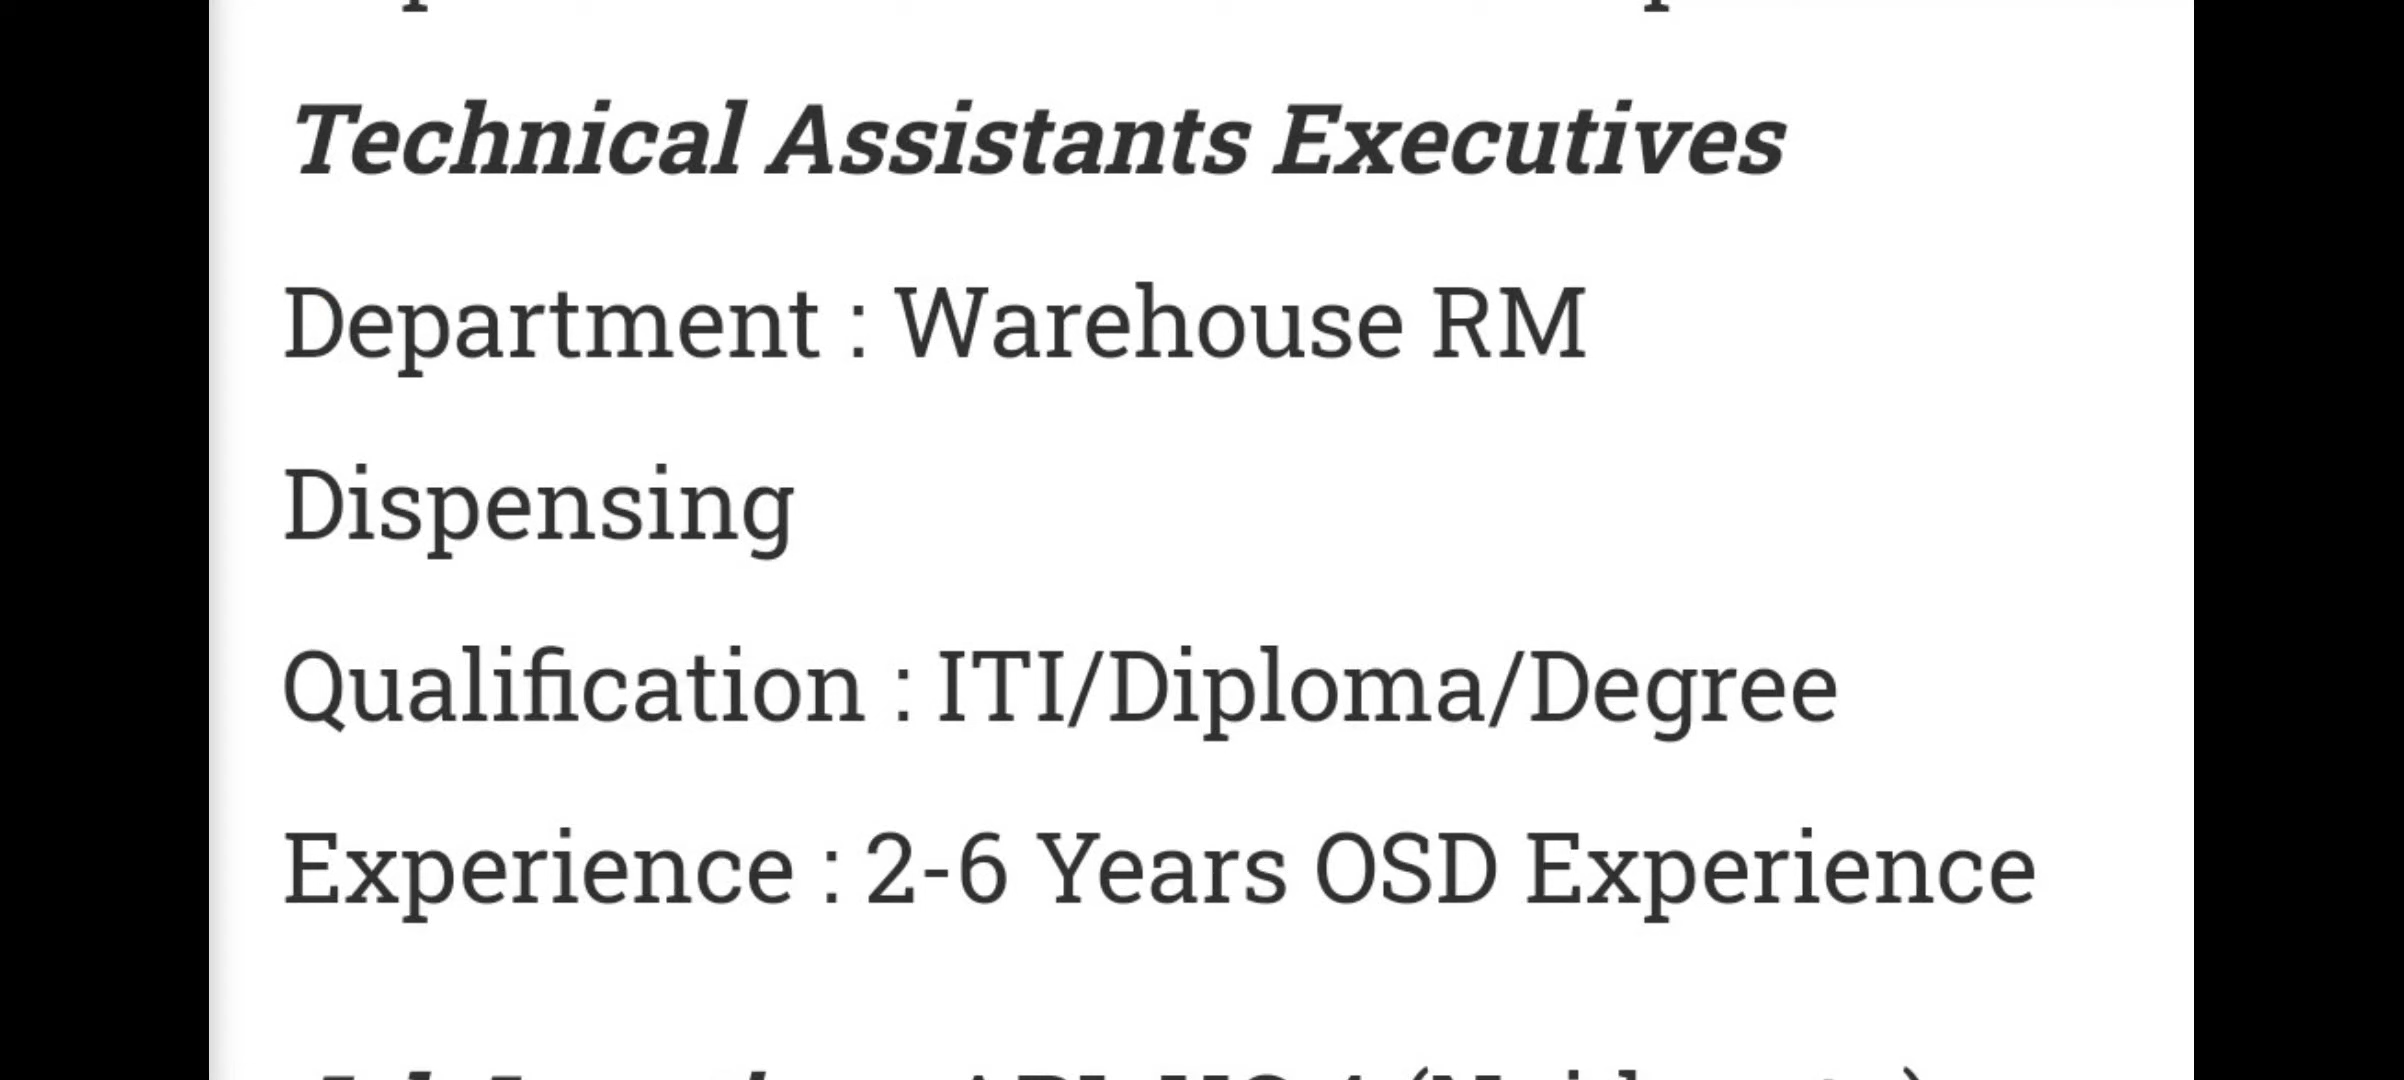 Technical Assistants Executives
Department : Warehouse RM
Dispensing
Qualification : ITI/Diploma/Degree
Experience : 2-6 Years OSD Experience